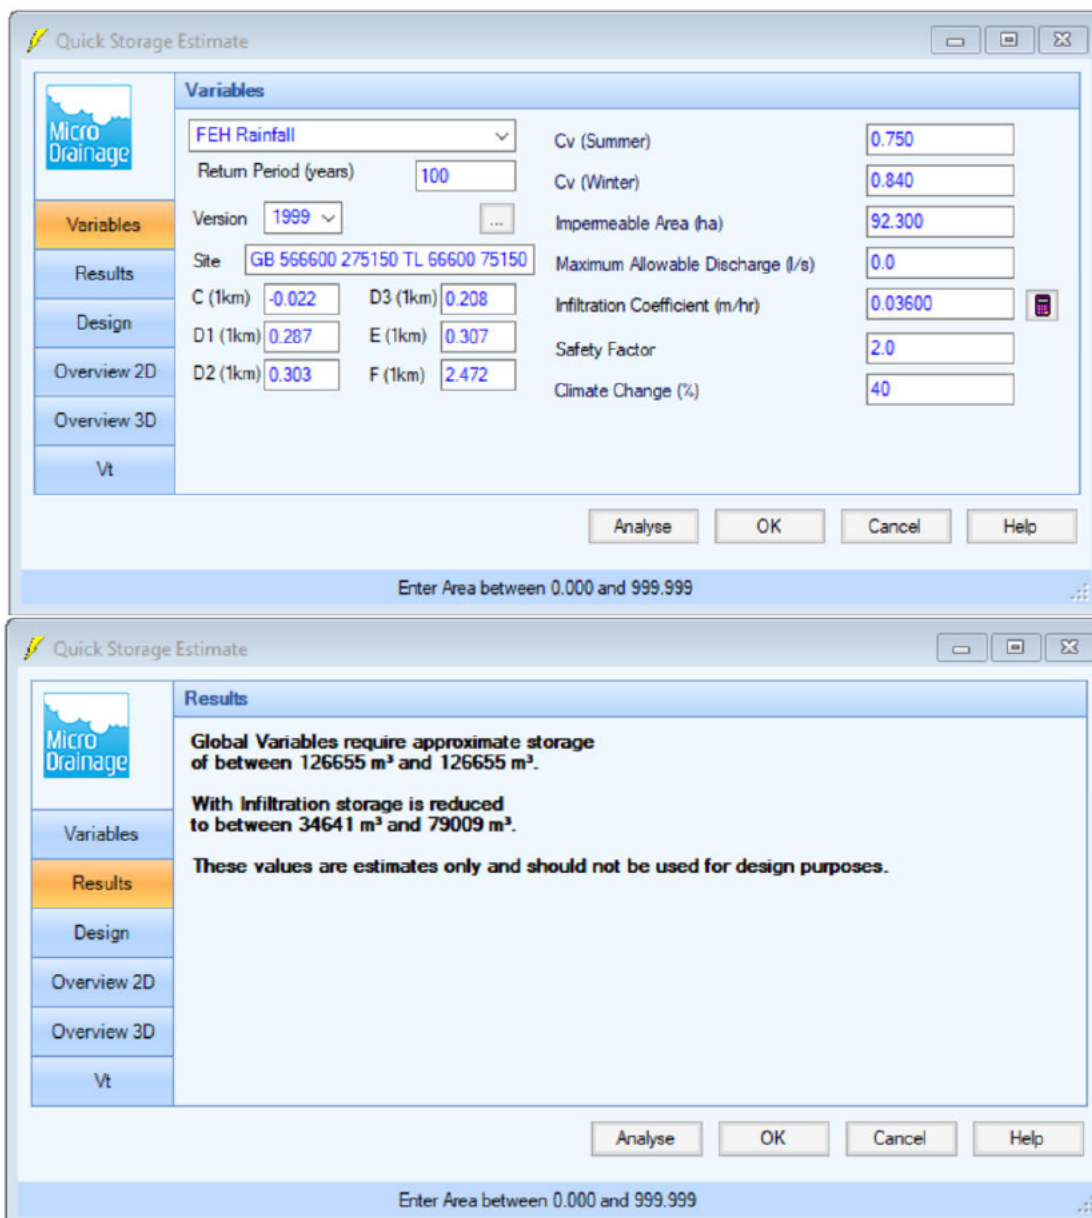 Quick Storage Estimate
Micro
Drainage
Variables
Results
Design
Overview 2D
Overview 3D
Vt
Variables
FEH Rainfall
Return Period (years) 100
Version 1999 ...
Site GB 566600 275150 TL 66600 75150
C (1km) -0.022 D3 (1km) 0.208
D1 (1km) 0.287 E (1km) 0.307
D2 (1km) 0.303 F (1km) 2.472
Cv (Summer) 0.750
Cv (Winter) 0.840
Impermeable Area (ha) 92.300
Maximum Allowable Discharge (l/s) 0.0
Infiltration Coefficient (m/hr) 0.03600
Safety Factor 2.0
Climate Change (%) 40
Analyse OK Cancel Help
Enter Area between 0.000 and 999.999
Quick Storage Estimate
Micro
Drainage
Variables
Results
Design
Overview 2D
Overview 3D
Vt
Results
Global Variables require approximate storage
of between 126655 m³ and 126655 m³.
With Infiltration storage is reduced
to between 34641 m³ and 79009 m³.
These values are estimates only and should not be used for design purposes.
Analyse OK Cancel Help
Enter Area between 0.000 and 999.999